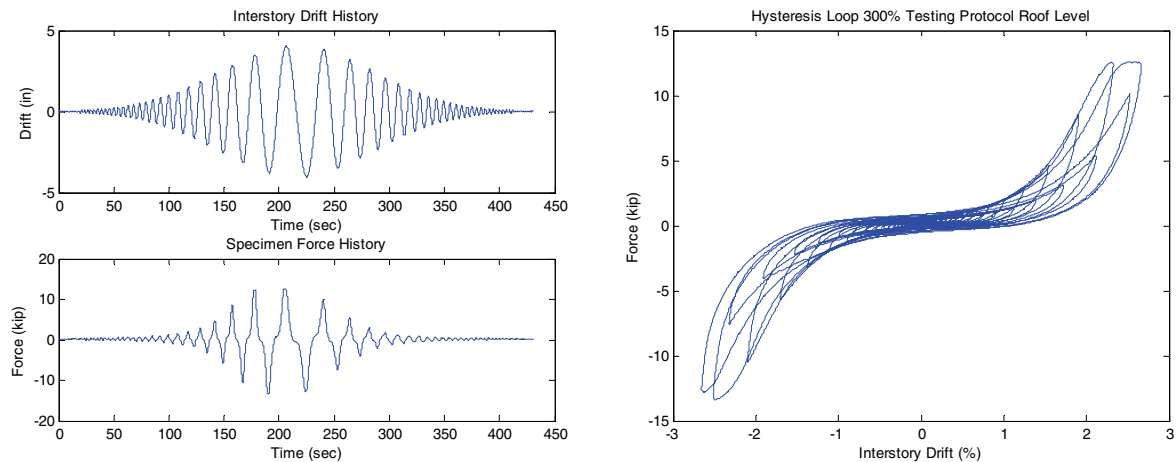 Interstory Drift History
5
0
-5
Drift (in)
0 50 100 150 200 250 300 350 400 450
Time (sec)
Specimen Force History
20
10
0
-10
-20
Force (kip)
0 50 100 150 200 250 300 350 400 450
Time (sec)
Hysteresis Loop 300% Testing Protocol Roof Level
15
10
5
0
-5
-10
-15
Force (kip)
-3 -2 -1 0 1 2 3
Interstory Drift (%)